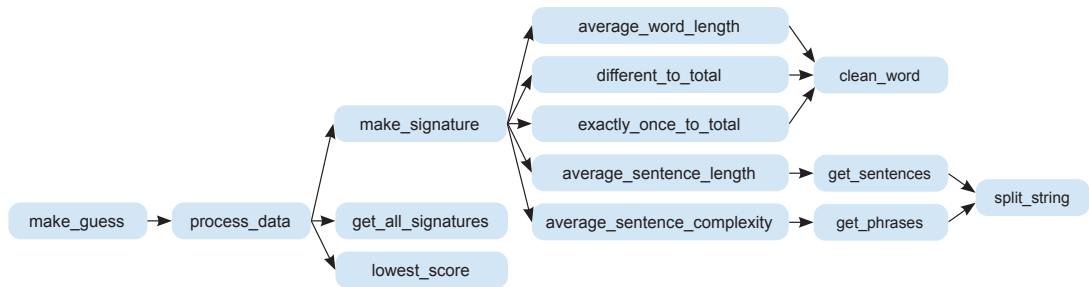 average_word_length
different_to_total
clean_word
make_signature
exactly_once_to_total
average_sentence_length
get_sentences
split_string
make_guess
process_data
get_all_signatures
average_sentence_complexity
get_phrases
lowest_score